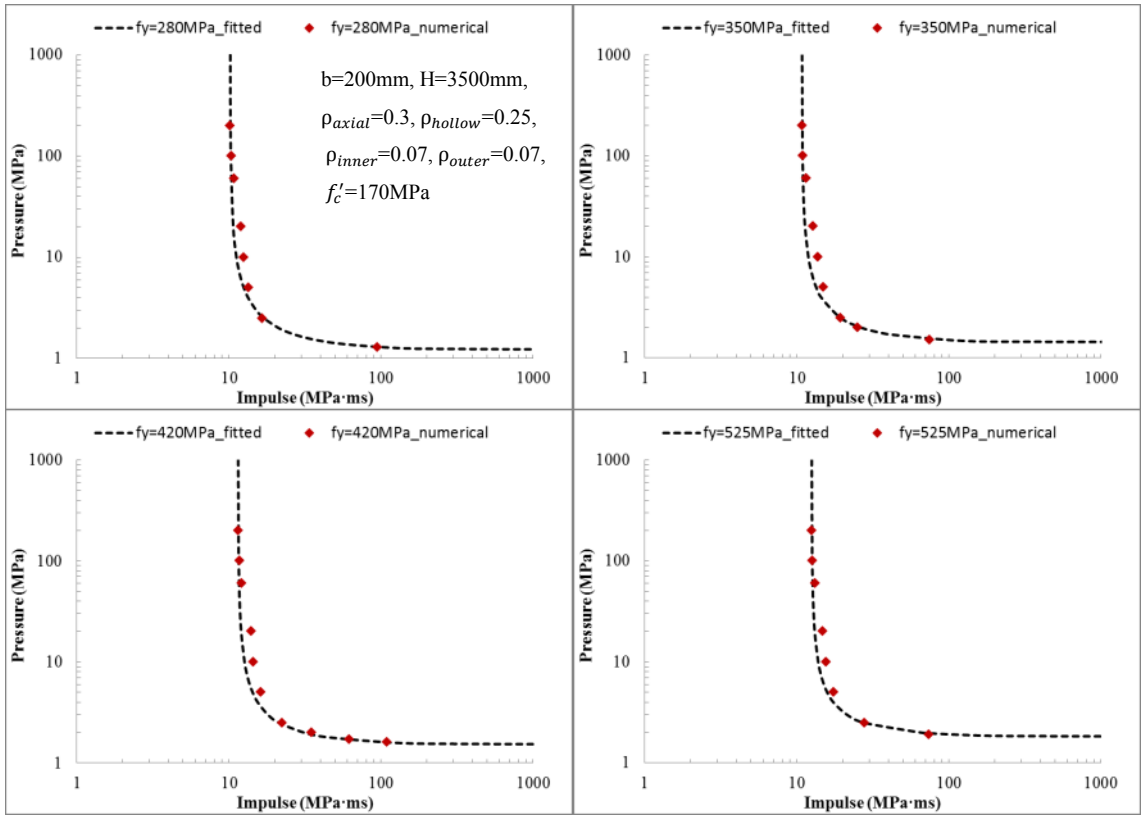 fy=280MPa_fitted fy=280MPa_numerical
1000
100
10
1
Pressure (MPa)
b=200mm, H=3500mm,
ρaxial=0.3, ρhollow=0.25,
ρinner=0.07, ρouter=0.07,
f′c=170MPa
1 10 100 1000
Impulse (MPa·ms)
fy=350MPa_fitted fy=350MPa_numerical
1000
100
10
1
Pressure (MPa)
1 10 100 1000
Impulse (MPa·ms)
fy=420MPa_fitted fy=420MPa_numerical
1000
100
10
1
Pressure (MPa)
1 10 100 1000
Impulse (MPa·ms)
fy=525MPa_fitted fy=525MPa_numerical
1000
100
10
1
Pressure (MPa)
1 10 100 1000
Impulse (MPa·ms)